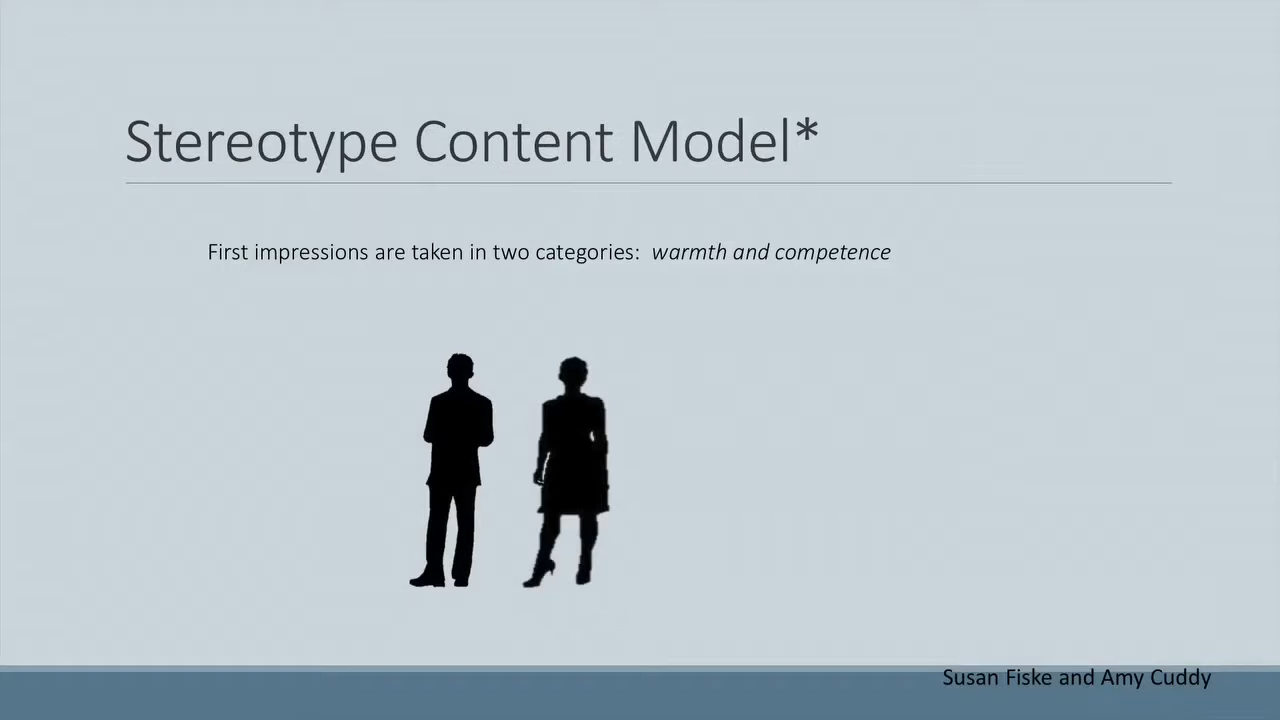 Stereotype Content Model*
First impressions are taken in two categories: warmth and competence
Susan Fiske and Amy Cuddy